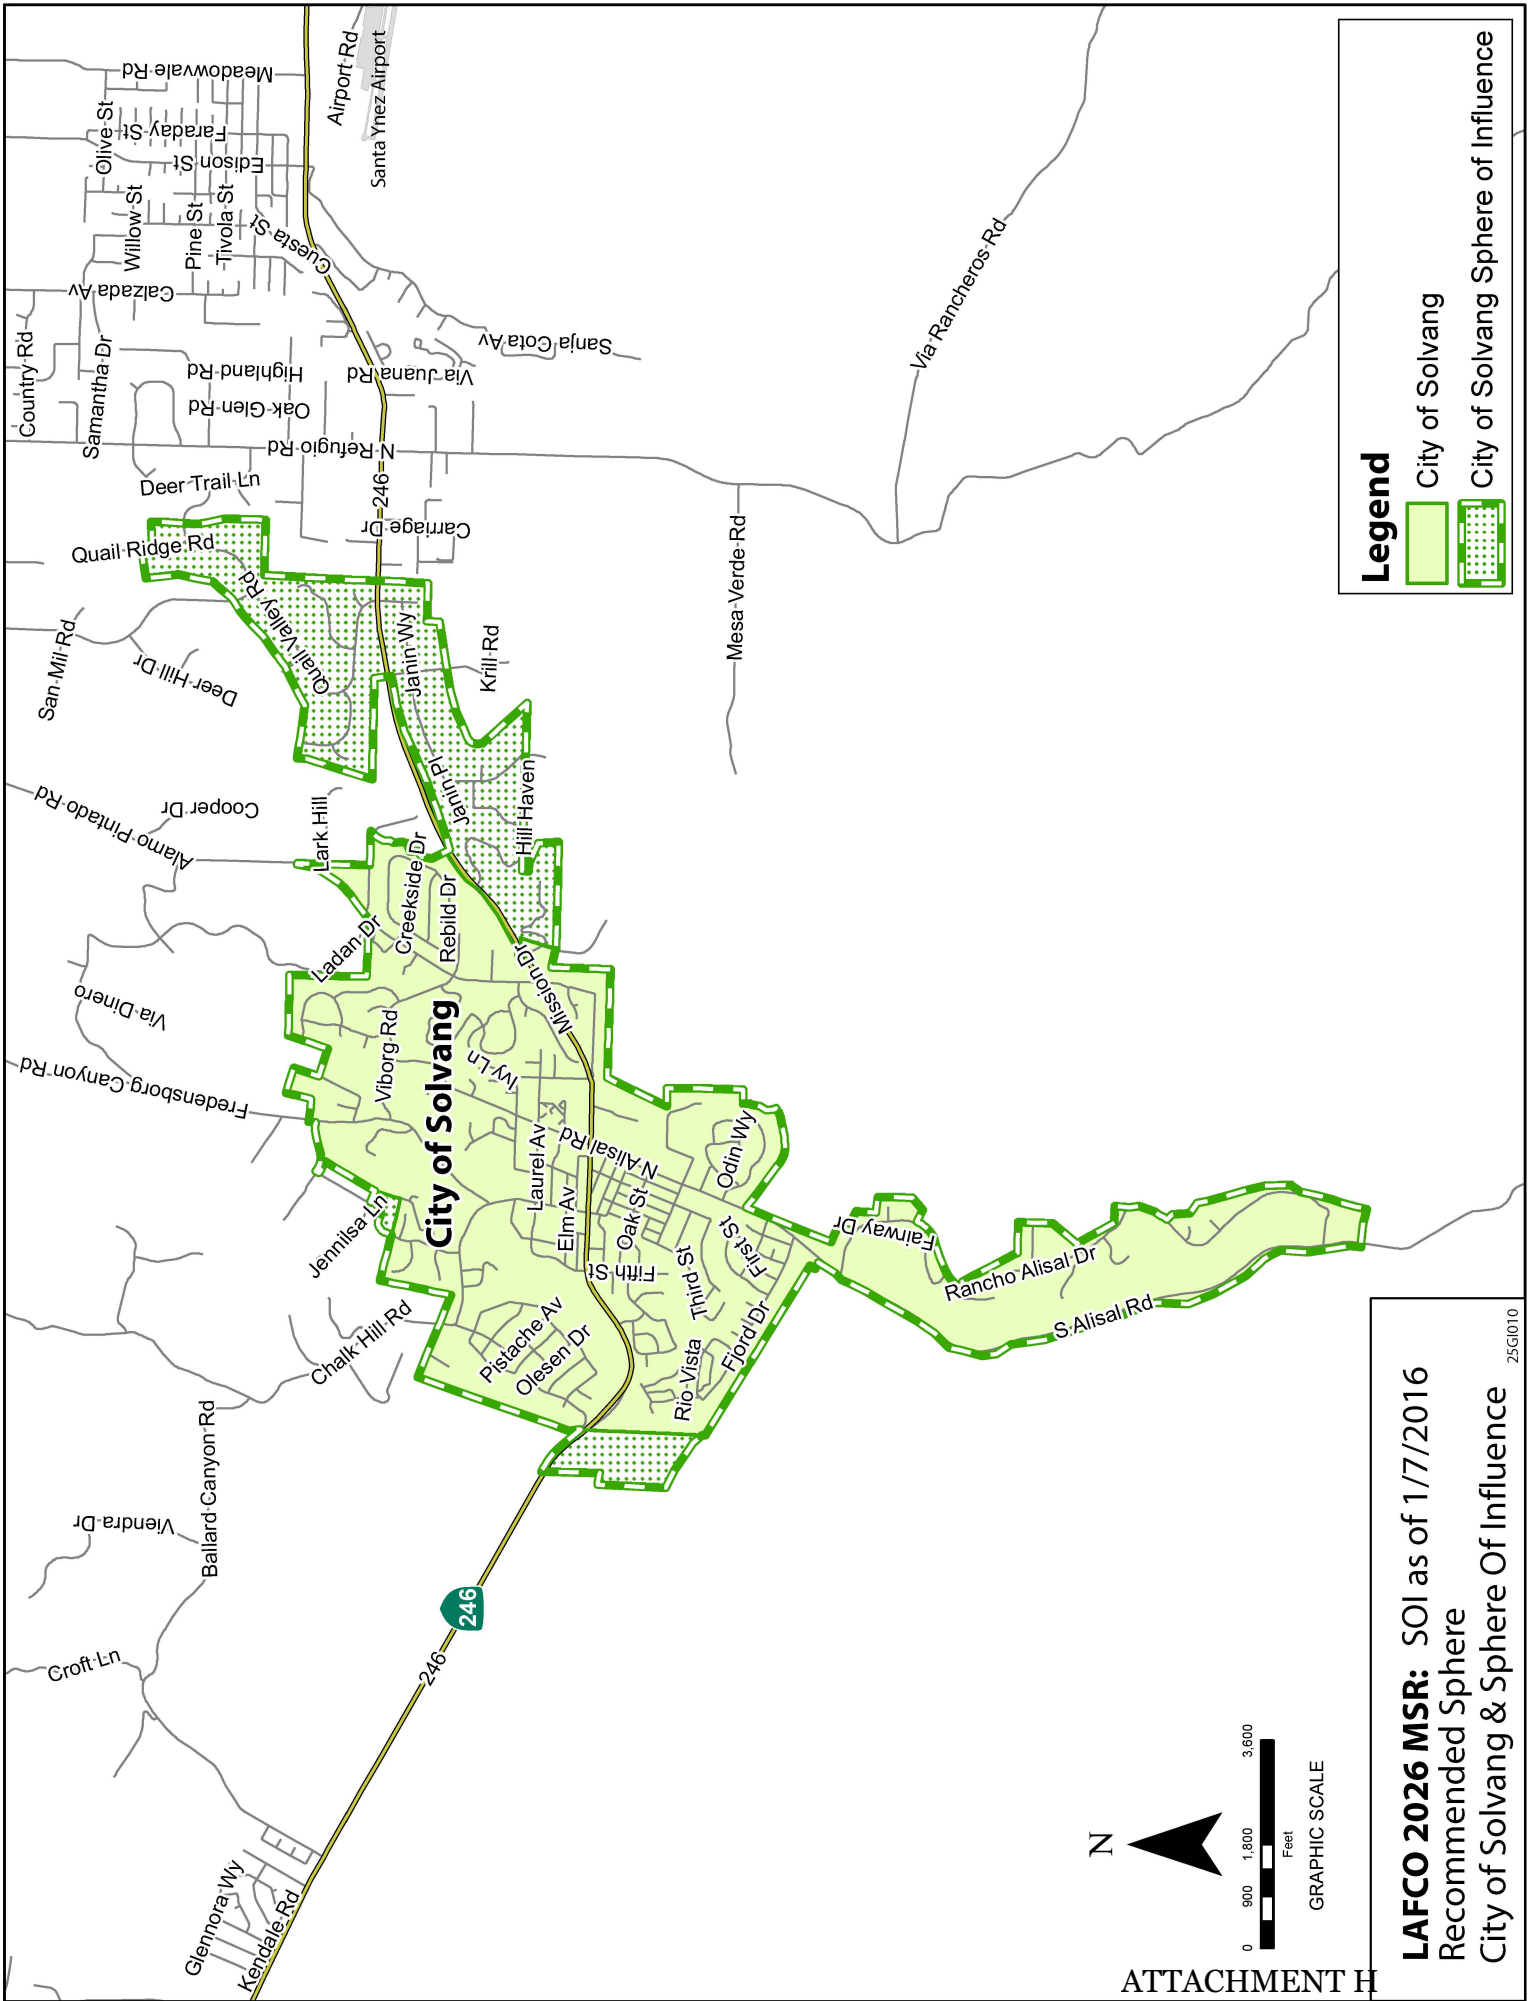 Glennora Wy
Kendale Rd
Croft Ln
Viendra Dr
Ballard Canyon Rd
246
246
Chalk Hill Rd
Jennilsa Ln
Fredensborg Canyon Rd
Via Dinero
Alamo Pintado Rd
Cooper Dr
Lark Hill
Ladan Dr
San Mil Rd
Deer Hill Dr
Quail Ridge Rd
Quail Valley Rd
Deer Trail Ln
Country Rd
Samantha Dr
Highland Rd
Oak Glen Rd
N Refugio Rd
246
Carriage Dr
Calzada Av
Willow St
Pine St
Tivola St
Cuesta St
Olive St
Edison St
Faraday St
Meadowvale Rd
Airport Rd
Santa Ynez Airport
Via Juana Rd
Sanja Cota Av
Via Rancheros Rd
Mesa Verde Rd
Krill Rd
Janin Wy
Janin Pl
Hill Haven
Creekside Dr
Rebild Dr
Mission Dr
Viborg Rd
City of Solvang
Ivy Ln
Laurel Av
Elm Av
N Alisal Rd
Oak St
Fifth St
Third St
First St
Odin Wy
Pistache Av
Olesen Dr
Rio Vista
Fjord Dr
Fairway Dr
Rancho Alisal Dr
S Alisal Rd
N
0 900 1,800 3,600
Feet
GRAPHIC SCALE
Legend
City of Solvang
City of Solvang Sphere of Influence
LAFCO 2026 MSR: SOI as of 1/7/2016
Recommended Sphere
City of Solvang & Sphere Of Influence
25GI010
ATTACHMENT H